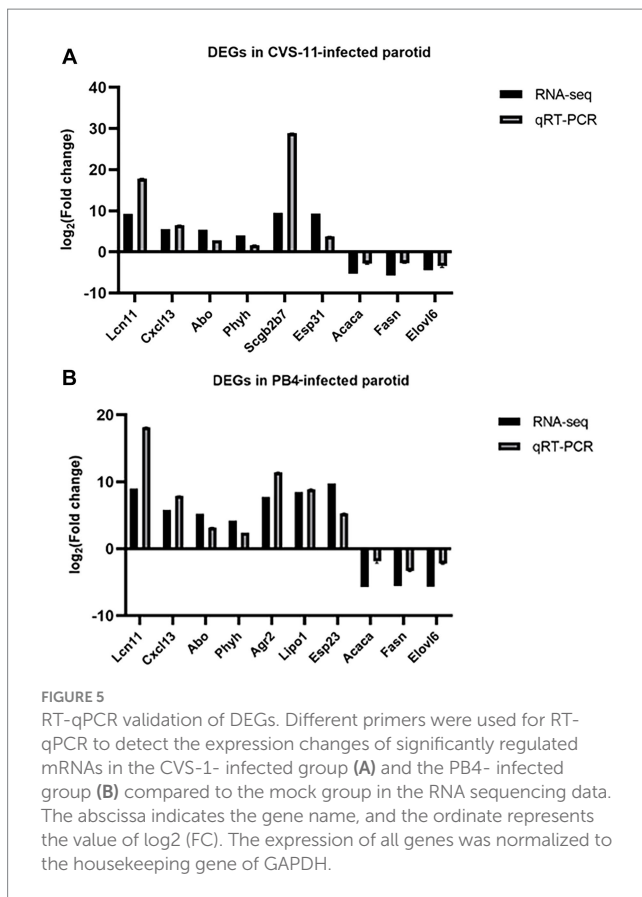 A
DEGs in CVS-11-infected parotid
log2(Fold change)
40
30
20
10
0
-10
Lcn11
Cxcl13
Abo
Phyh
Scgb2b7
Esp31
Acaca
Fasn
Elovl6
RNA-seq
qRT-PCR
B
DEGs in PB4-infected parotid
log2(Fold change)
20
10
0
-10
Lcn11
Cxcl13
Abo
Phyh
Agr2
Lipo1
Esp23
Acaca
Fasn
Elovl6
RNA-seq
qRT-PCR
FIGURE 5
RT-qPCR validation of DEGs. Different primers were used for RT-
qPCR to detect the expression changes of significantly regulated
mRNAs in the CVS-1- infected group (A) and the PB4- infected
group (B) compared to the mock group in the RNA sequencing data.
The abscissa indicates the gene name, and the ordinate represents
the value of log2 (FC). The expression of all genes was normalized to
the housekeeping gene of GAPDH.